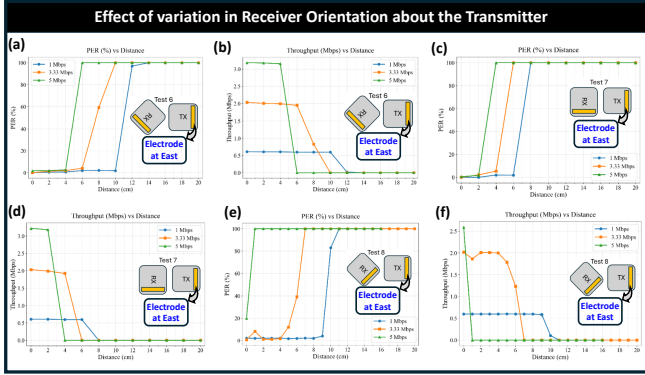 Effect of variation in Receiver Orientation about the Transmitter
(a)
PER (%) vs Distance
1 Mbps
3.33 Mbps
5 Mbps
Test 6
RX
TX
Electrode
at East
PER (%)
100
80
60
40
20
0
0 2 4 6 8 10 12 14 16 18 20
Distance (cm)
(b)
Throughput (Mbps) vs Distance
1 Mbps
3.33 Mbps
5 Mbps
Test 6
RX
TX
Electrode
at East
Throughput (Mbps)
3.0
2.5
2.0
1.5
1.0
0.5
0.0
0 2 4 6 8 10 12 14 16 18 20
Distance (cm)
(c)
PER (%) vs Distance
1 Mbps
3.33 Mbps
5 Mbps
Test 7
RX
TX
Electrode
at East
PER (%)
100
80
60
40
20
0
0 2 4 6 8 10 12 14 16 18 20
Distance (cm)
(d)
Throughput (Mbps) vs Distance
1 Mbps
3.33 Mbps
5 Mbps
Test 7
RX
TX
Electrode
at East
Throughput (Mbps)
3.0
2.5
2.0
1.5
1.0
0.5
0.0
0 2 4 6 8 10 12 14 16 18 20
Distance (cm)
(e)
PER (%) vs Distance
Test 8
RX
TX
Electrode
at East
1 Mbps
3.33 Mbps
5 Mbps
PER (%)
100
80
60
40
20
0
0 2 4 6 8 10 12 14 16 18 20
Distance (cm)
(f)
Throughput (Mbps) vs Distance
1 Mbps
3.33 Mbps
5 Mbps
Test 8
RX
TX
Electrode
at East
Throughput (Mbps)
2.5
2.0
1.5
1.0
0.5
0.0
0 2 4 6 8 10 12 14 16 18 20
Distance (cm)